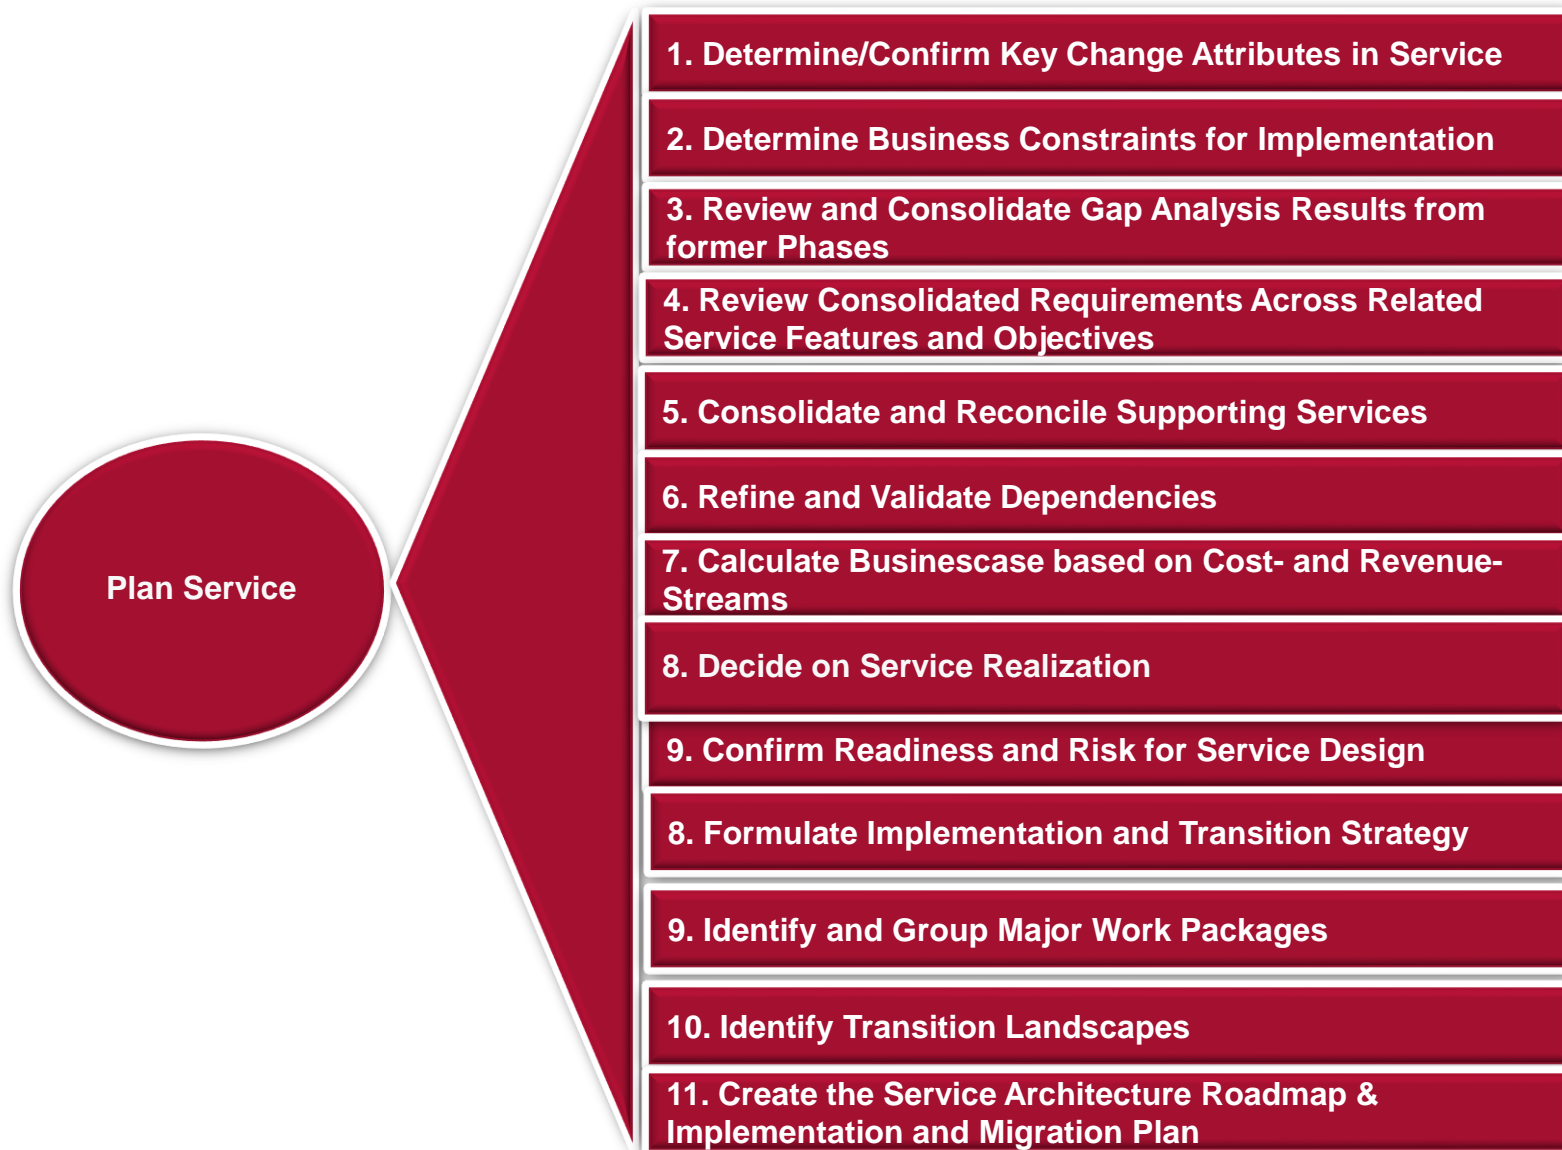 1. Determine/Confirm Key Change Attributes in Service
2. Determine Business Constraints for Implementation
3. Review and Consolidate Gap Analysis Results from
former Phases
4. Review Consolidated Requirements Across Related
Service Features and Objectives
5. Consolidate and Reconcile Supporting Services
6. Refine and Validate Dependencies
Plan Service
7. Calculate Businescase based on Cost- and Revenue-
Streams
8. Decide on Service Realization
9. Confirm Readiness and Risk for Service Design
8. Formulate Implementation and Transition Strategy
9. Identify and Group Major Work Packages
10. Identify Transition Landscapes
11. Create the Service Architecture Roadmap &
Implementation and Migration Plan